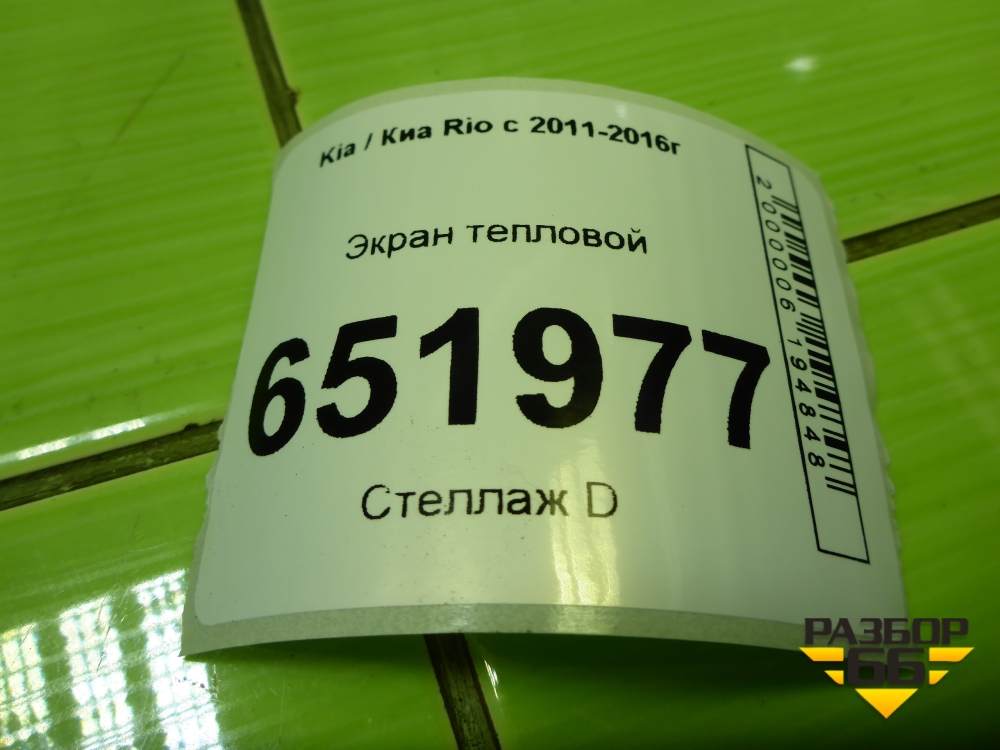 Kia / Киа Rio с 2011-2016г
Экран тепловой
651977
Стеллаж D
2000006194848
РАЗБОР
66